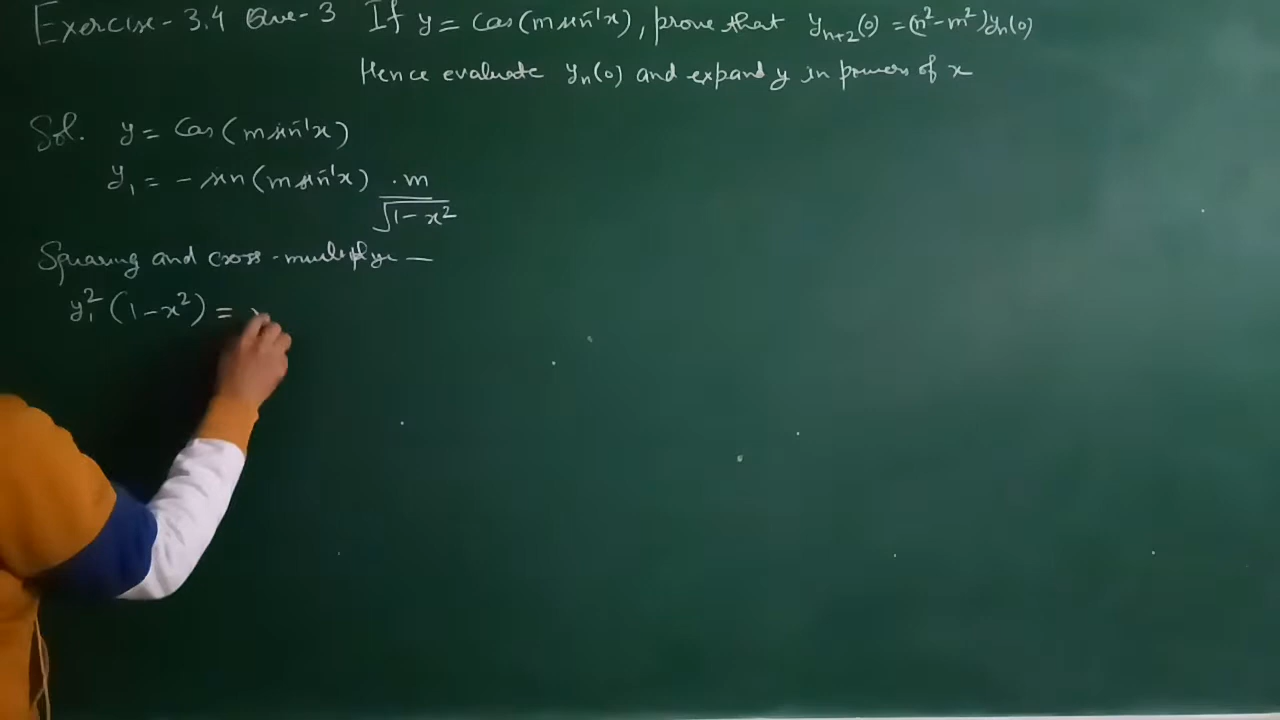 Exercise - 3.4 Que - 3 If y = Cos(m sin⁻¹x), prove that yₙ₊₂(0) = (n² - m²)yₙ(0)
Hence evaluate yₙ(0) and expand y in powers of x
Sol. y = Cos(m sin⁻¹x)
y₁ = - sin(m sin⁻¹x) · m / √1 - x²
Squaring and cross-multiply —
y₁² (1 - x²) =